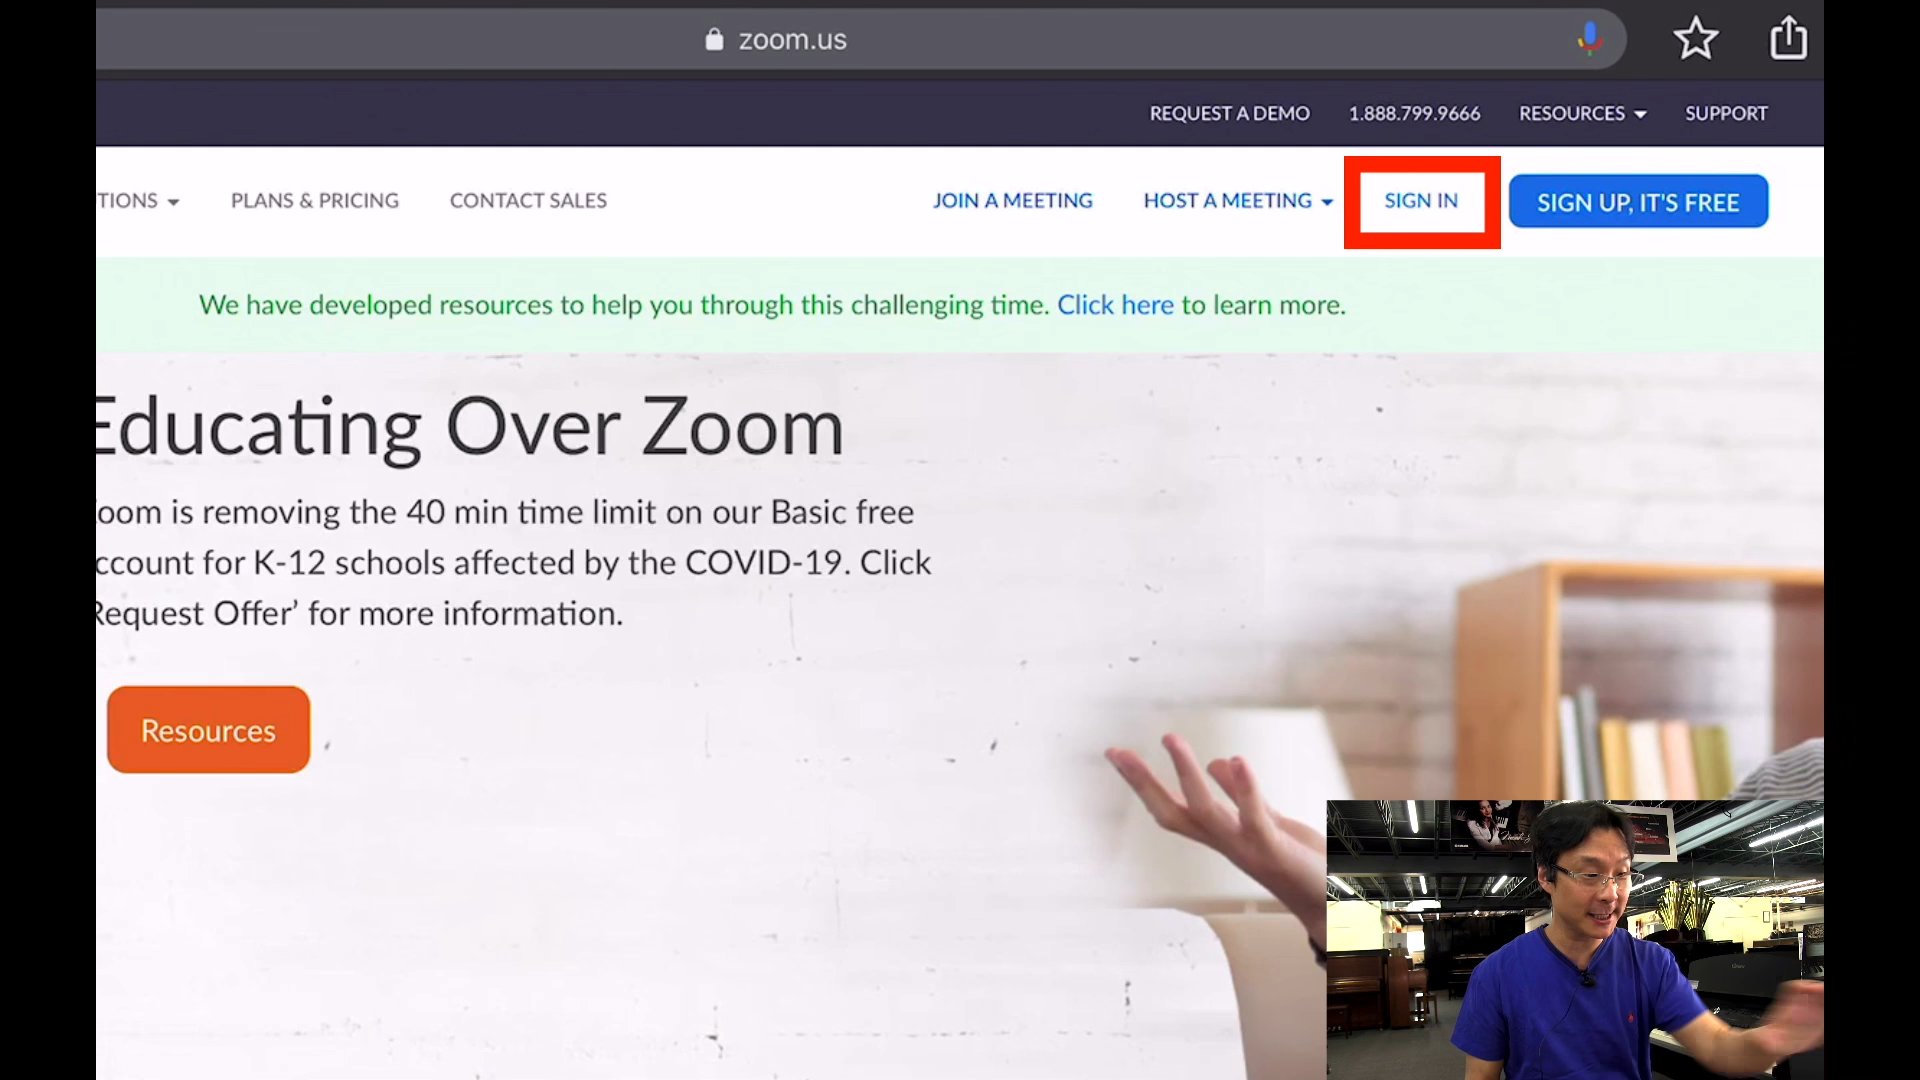 zoom.us
REQUEST A DEMO 1.888.799.9666 RESOURCES SUPPORT
TIONS PLANS & PRICING CONTACT SALES JOIN A MEETING HOST A MEETING SIGN IN SIGN UP, IT'S FREE
We have developed resources to help you through this challenging time. Click here to learn more.
Educating Over Zoom
oom is removing the 40 min time limit on our Basic free
ccount for K-12 schools affected by the COVID-19. Click
Request Offer’ for more information.
Resources